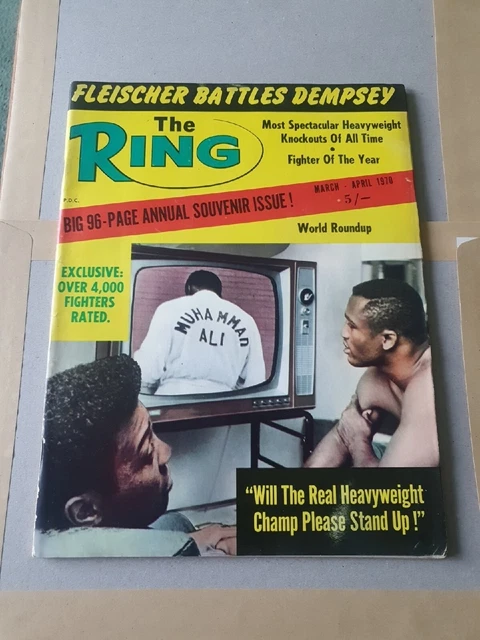 FLEISCHER BATTLES DEMPSEY
The
RING
Most Spectacular Heavyweight
Knockouts Of All Time
•
Fighter Of The Year
P.D.C.
MARCH - APRIL 1970
5/-
BIG 96-PAGE ANNUAL SOUVENIR ISSUE!
World Roundup
EXCLUSIVE:
OVER 4,000
FIGHTERS
RATED.
MUHAMMAD
ALI
"Will The Real Heavyweight
Champ Please Stand Up!"